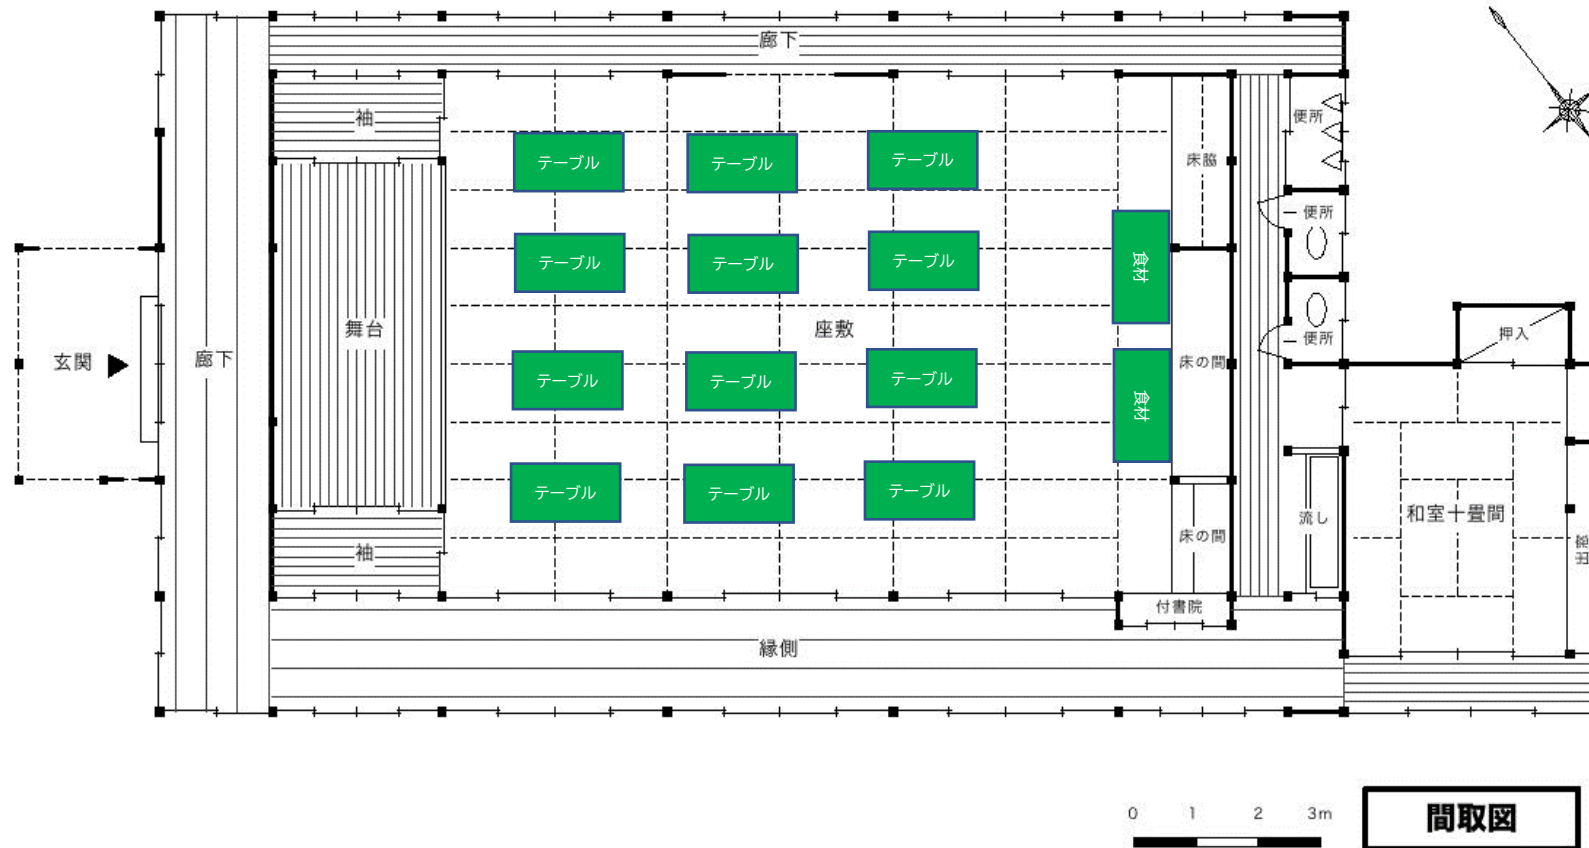 廊下
袖
便所
床脇
テーブル
テーブル
テーブル
便所
テーブル
テーブル
テーブル
食材
舞台
座敷
便所
押入
玄関
廊下
床の間
テーブル
テーブル
テーブル
食材
テーブル
テーブル
テーブル
流し
和室十畳間
袖
床の間
付書院
縁側
0 1 2 3m
間取図